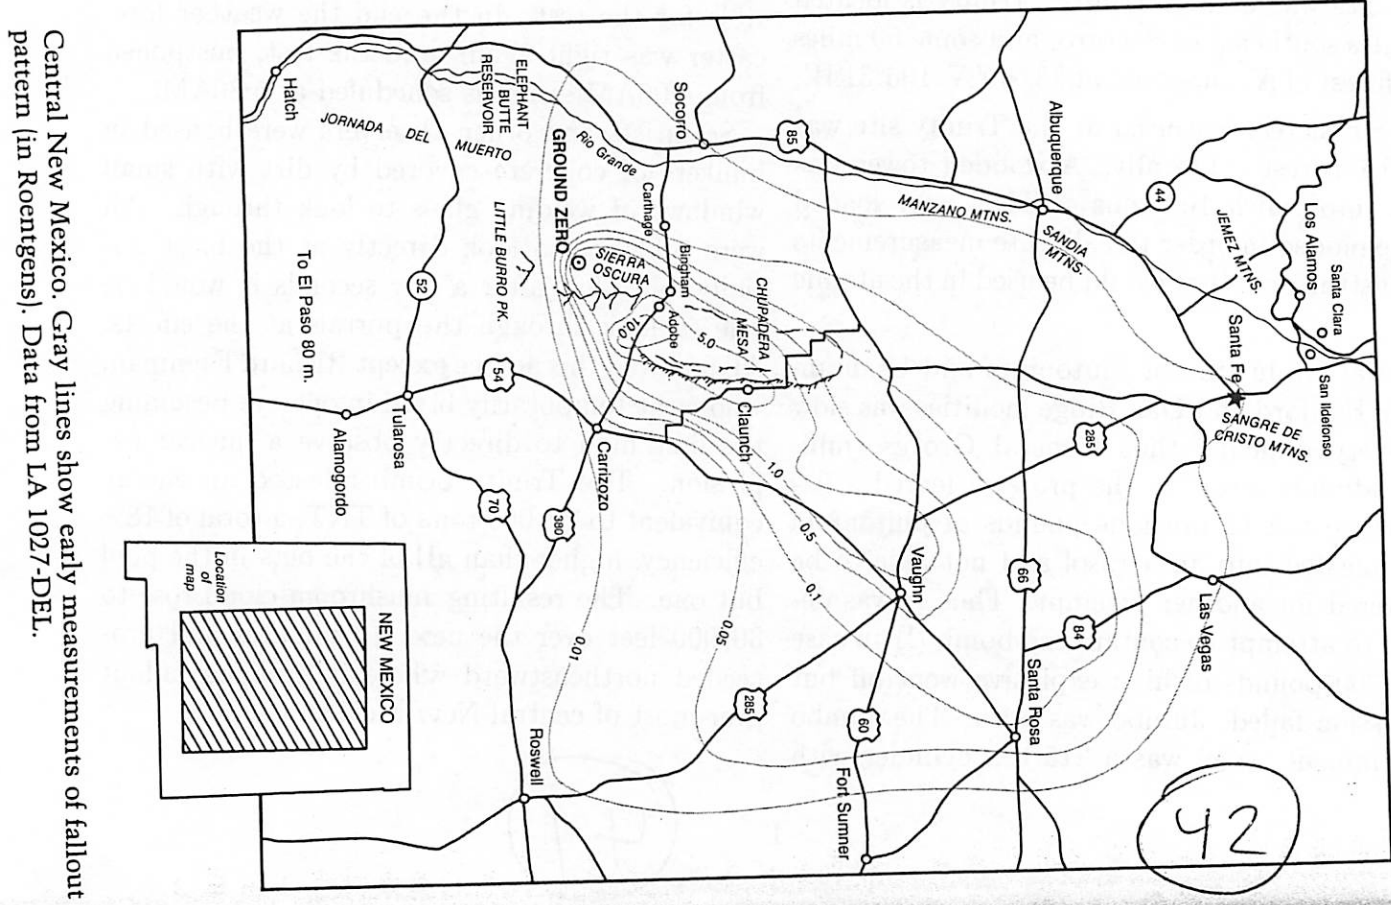 42
Los Alamos
Santa Clara
San Ildefonso
JEMEZ MTNS.
44
Santa Fe
SANGRE DE
CRISTO MTNS.
Las Vegas
Albuquerque
SANDIA
MTNS.
285
84
66
Santa Rosa
MANZANO MTNS.
Vaughn
60
Fort Sumner
85
1.0
0.5
0.1
0.05
0.01
285
CHUPADERA
MESA
Claunch
5.0
10.0
Socorro
Rio Grande
Carthage
Bingham
Adobe
SIERRA
OSCURA
GROUND ZERO
Carrizozo
380
Roswell
ELEPHANT
BUTTE
RESERVOIR
LITTLE BURRO PK.
54
70
JORNADA DEL MUERTO
52
Tularosa
Hatch
To El Paso 80 m.
Alamogordo
NEW MEXICO
Location
of
map
Central New Mexico. Gray lines show early measurements of fallout
pattern (in Roentgens). Data from LA 1027-DEL.